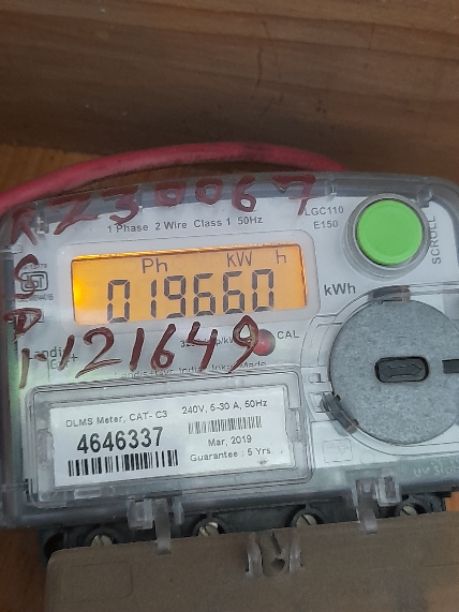 RZ30067
1 Phase 2 Wire Class 1 50Hz
LGC110
E150
SCROLL
Ph KW h
019660
kWh
CAL
121649
DLMS Meter, CAT- C3
240V, 5-30 A, 50Hz
4646337
Mar, 2019
Guarantee : 5 Yrs